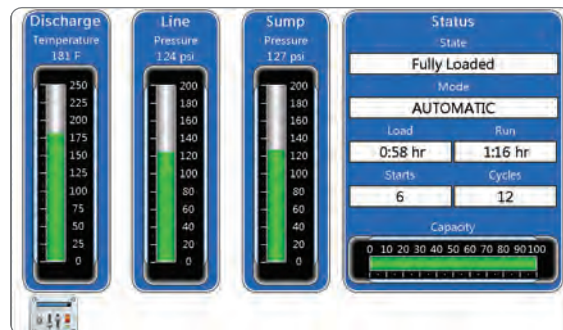 Discharge
Temperature
181 F
250
225
200
175
150
125
100
75
50
25
0
Line
Pressure
124 psi
200
180
160
140
120
100
80
60
40
20
0
Sump
Pressure
127 psi
200
180
160
140
120
100
80
60
40
20
0
Status
State
Fully Loaded
Mode
AUTOMATIC
Load Run
0:58 hr 1:16 hr
Starts Cycles
6 12
Capacity
0 10 20 30 40 50 60 70 80 90 100